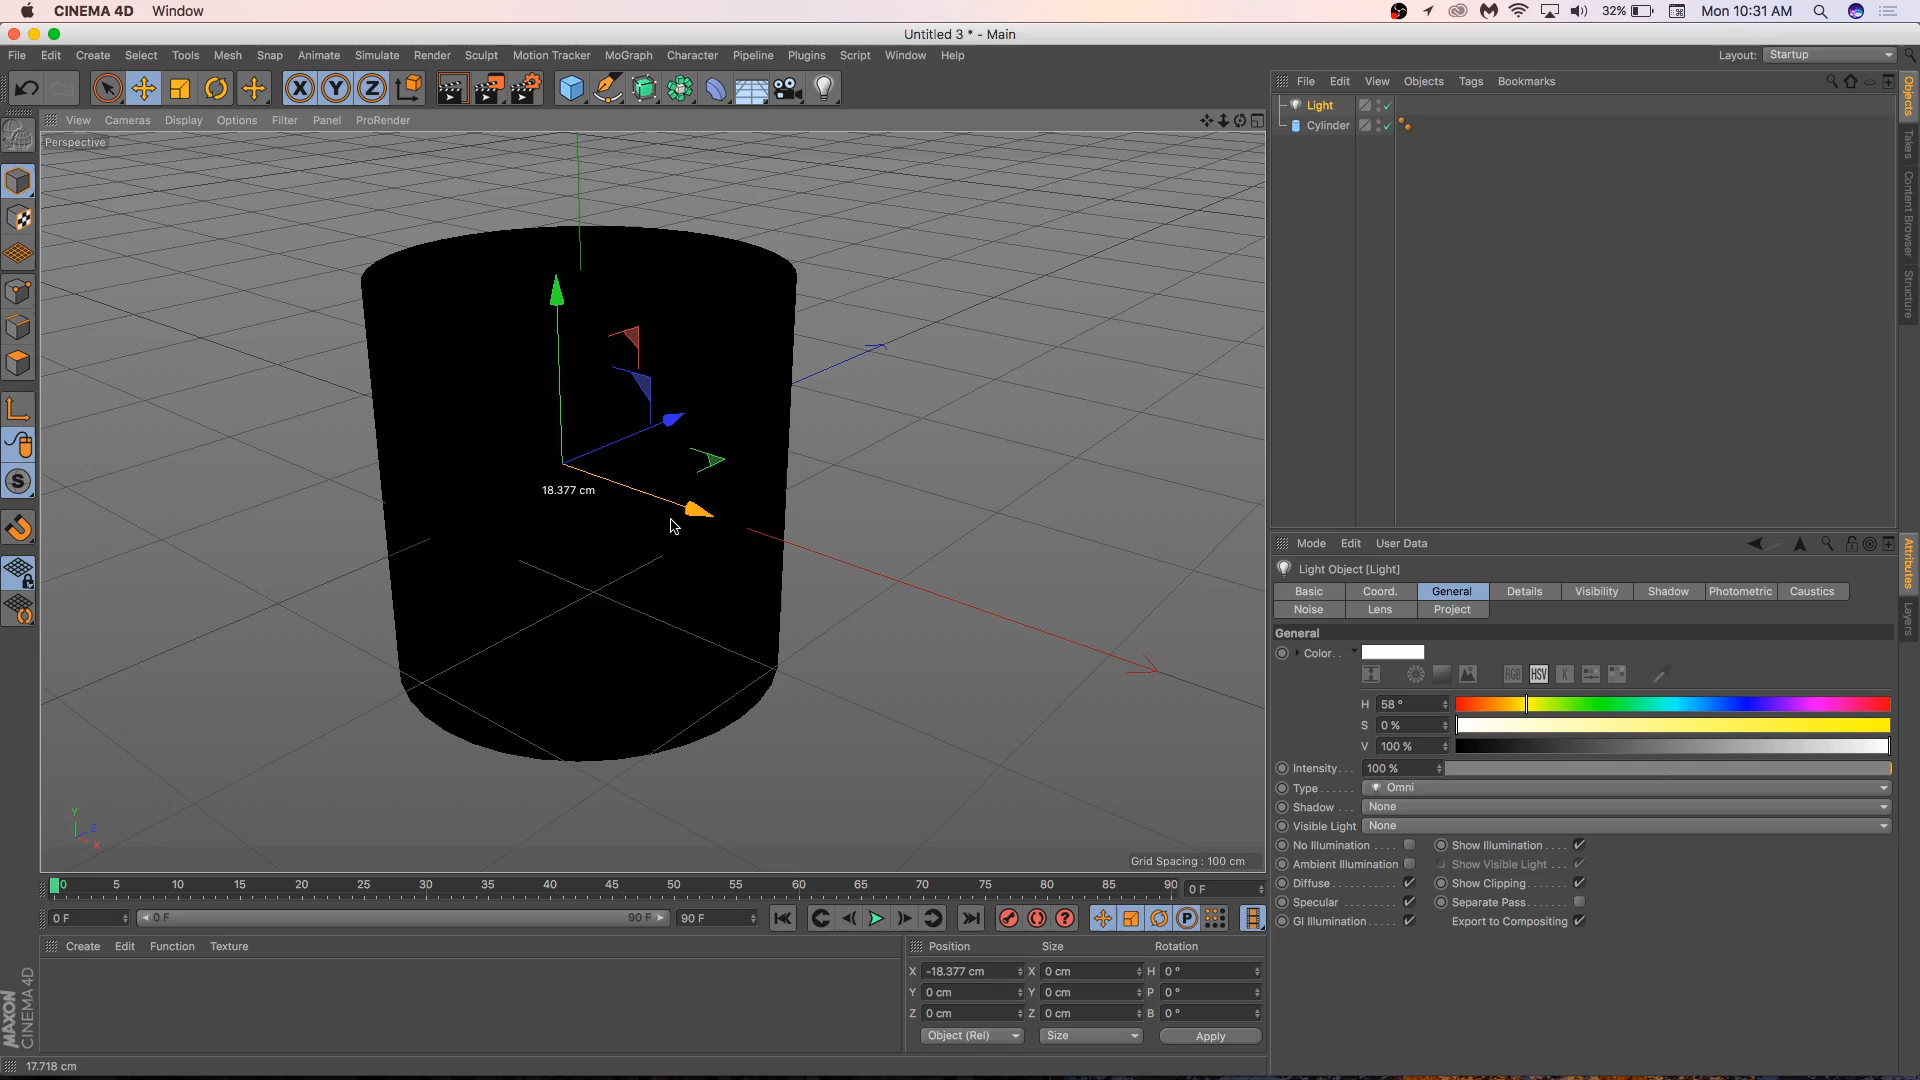 CINEMA 4D Window 32% Mon 10:31 AM
Untitled 3 * - Main
File Edit Create Select Tools Mesh Snap Animate Simulate Render Sculpt Motion Tracker MoGraph Character Pipeline Plugins Script Window Help Layout: Startup
X Y Z
File Edit View Objects Tags Bookmarks
View Cameras Display Options Filter Panel ProRender
Perspective
Light
Cylinder
Objects
Takes
Content Browser
Structure
18.377 cm
Mode Edit User Data
Light Object [Light]
Basic Coord. General Details Visibility Shadow Photometric Caustics
Noise Lens Project
Attributes
Layers
General
Color. .
RGB HSV K
H 58 °
S 0 %
V 100 %
Intensity. . . 100 %
Type . . . . . . Omni
Shadow . . . None
Visible Light None
No Illumination . . . . Show Illumination . . . .
Ambient Illumination Show Visible Light . . .
Diffuse . . . . . . . . . . . Show Clipping. . . . . . .
Specular . . . . . . . . . Separate Pass. . . . . . .
GI Illumination. . . . . Export to Compositing
Y
Z
X
Grid Spacing : 100 cm
0 5 10 15 20 25 30 35 40 45 50 55 60 65 70 75 80 85 90 0 F
0 F 0 F 90 F 90 F
P
Create Edit Function Texture
Position Size Rotation
X -18.377 cm X 0 cm H 0 °
Y 0 cm Y 0 cm P 0 °
Z 0 cm Z 0 cm B 0 °
Object (Rel) Size Apply
MAXON
CINEMA 4D
17.718 cm